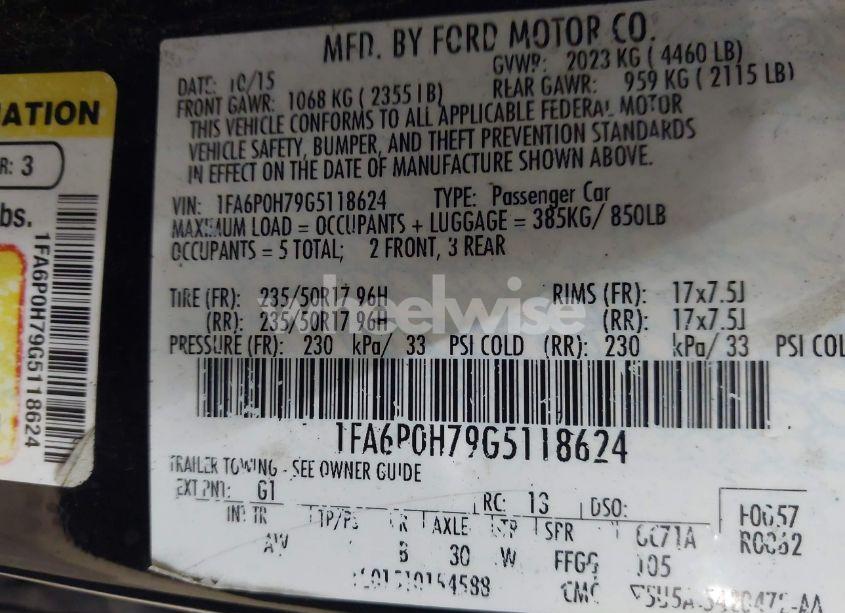 MFD. BY FORD MOTOR CO.
DATE: 10/15 GVWR: 2023 KG ( 4460 LB)
FRONT GAWR: 1068 KG ( 2355 LB) REAR GAWR: 959 KG ( 2115 LB)
THIS VEHICLE CONFORMS TO ALL APPLICABLE FEDERAL MOTOR
VEHICLE SAFETY, BUMPER, AND THEFT PREVENTION STANDARDS
IN EFFECT ON THE DATE OF MANUFACTURE SHOWN ABOVE.
VIN: 1FA6P0H79G5118624 TYPE: Passenger Car
MAXIMUM LOAD = OCCUPANTS + LUGGAGE = 385KG/ 850LB
OCCUPANTS = 5 TOTAL; 2 FRONT, 3 REAR
TIRE (FR): 235/50R17 96H RIMS (FR): 17x7.5J
(RR): 235/50R17 96H (RR): 17x7.5J
PRESSURE (FR): 230 kPa/ 33 PSI COLD (RR): 230 kPa/ 33 PSI COL
1FA6P0H79G5118624
TRAILER TOWING - SEE OWNER GUIDE
EXT PNT: G1 RC: 13 DSO:
INT TR TP/PS R AXLE TR SPR
AW B 30 W FFGG
R: 3
bs.
1FA6P0H79G5118624